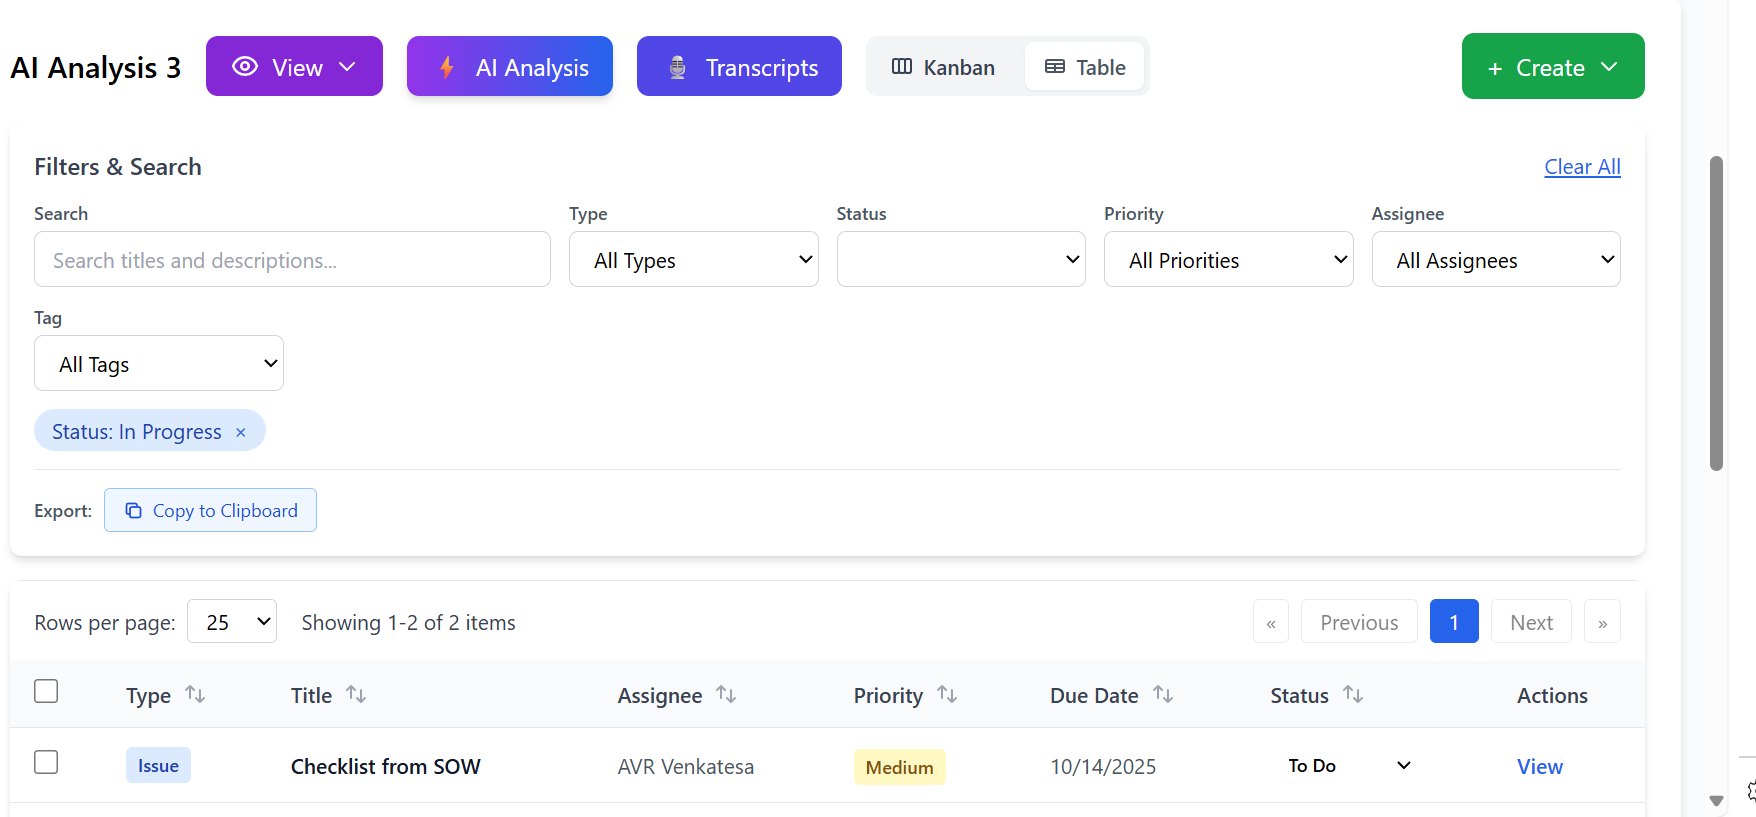 AI Analysis 3 View AI Analysis Transcripts Kanban Table + Create
Filters & Search Clear All
Search Type Status Priority Assignee
Search titles and descriptions... All Types All Priorities All Assignees
Tag
All Tags
Status: In Progress ×
Export: Copy to Clipboard
Rows per page: 25 Showing 1-2 of 2 items « Previous 1 Next »
Type Title Assignee Priority Due Date Status Actions
Issue Checklist from SOW AVR Venkatesa Medium 10/14/2025 To Do View